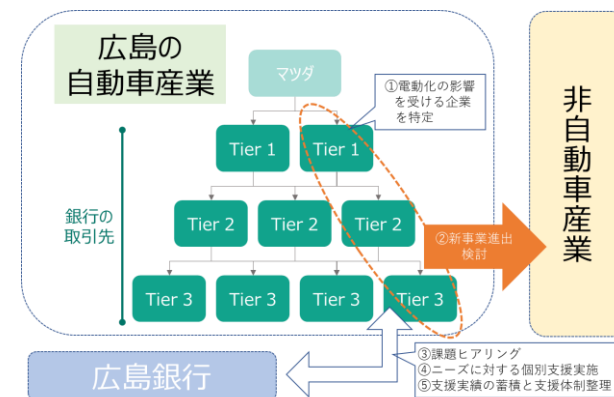 広島の
自動車産業
マツダ
①電動化の影響
を受ける企業
を特定
Tier 1
Tier 1
銀行の
取引先
Tier 2
Tier 2
Tier 2
②新事業進出
検討
非自動車産業
Tier 3
Tier 3
Tier 3
Tier 3
③課題ヒアリング
④ニーズに対する個別支援実施
⑤支援実績の蓄積と支援体制整理
広島銀行